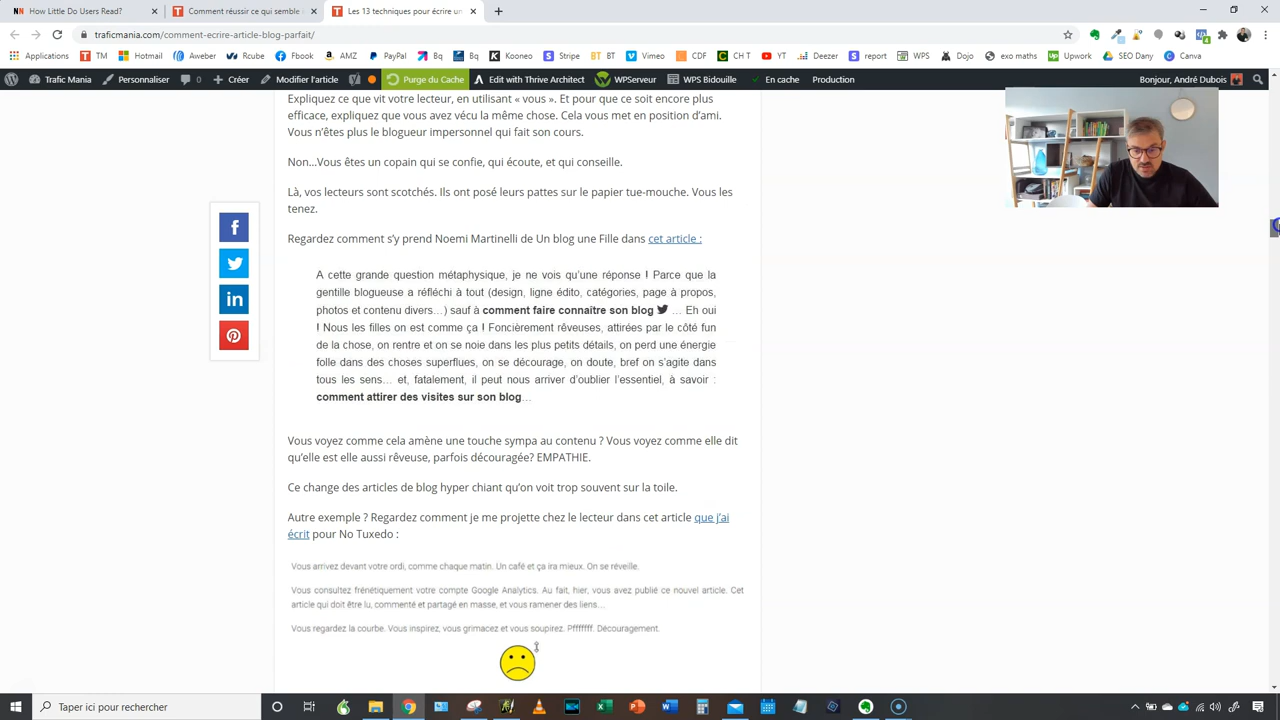 How Little Do Users Read?
Comment réussir ce qui semble
Les 13 techniques pour écrire un
traficmania.com/comment-ecrire-article-blog-parfait/
Applications TM Hotmail Aweber Rcue Ebook AMZ PayPal Bq Bq Kooneo Stripe BT Vimeo CDF CH T YT Deezer report WPS Dojo exo maths Upwork SEO Dany Canva
Trafic Mania Personnaliser 0 Créer Modifier l'article Purge du Cache Edit with Thrive Architect WPServeur WPS Bidouille En cache Production Bonjour, André Dubois
Expliquez ce que vit votre lecteur, en utilisant « vous ». Et pour que ce soit encore plus
efficace, expliquez que vous avez vécu la même chose. Cela vous met en position d'ami.
Vous n'êtes plus le blogueur impersonnel qui fait son cours.
Non…Vous êtes un copain qui se confie, qui écoute, et qui conseille.
Là, vos lecteurs sont scotchés. Ils ont posé leurs pattes sur le papier tue-mouche. Vous les
tenez.
Regardez comment s'y prend Noemi Martinelli de Un blog une Fille dans cet article :
A cette grande question métaphysique, je ne vois qu'une réponse ! Parce que la
gentille blogueuse a réfléchi à tout (design, ligne édito, catégories, page à propos,
photos et contenu divers…) sauf à comment faire connaître son blog … Eh oui
! Nous les filles on est comme ça ! Foncièrement rêveuses, attirées par le côté fun
de la chose, on rentre et on se noie dans les plus petits détails, on perd une énergie
folle dans des choses superflues, on se décourage, on doute, bref on s'agite dans
tous les sens… et, fatalement, il peut nous arriver d'oublier l'essentiel, à savoir :
comment attirer des visites sur son blog…
Vous voyez comme cela amène une touche sympa au contenu ? Vous voyez comme elle dit
qu'elle est elle aussi rêveuse, parfois découragée? EMPATHIE.
Ce change des articles de blog hyper chiant qu'on voit trop souvent sur la toile.
Autre exemple ? Regardez comment je me projette chez le lecteur dans cet article que j'ai
écrit pour No Tuxedo :
Vous arrivez devant votre ordi, comme chaque matin. Un café et ça ira mieux. On se réveille.
Vous consultez frénétiquement votre compte Google Analytics. Au fait, hier, vous avez publié ce nouvel article. Cet
article qui doit être lu, commenté et partagé en masse, et vous ramener des liens…
Vous regardez la courbe. Vous inspirez, vous grimacez et vous soupirez. Pfffffff. Découragement.
Taper ici pour rechercher